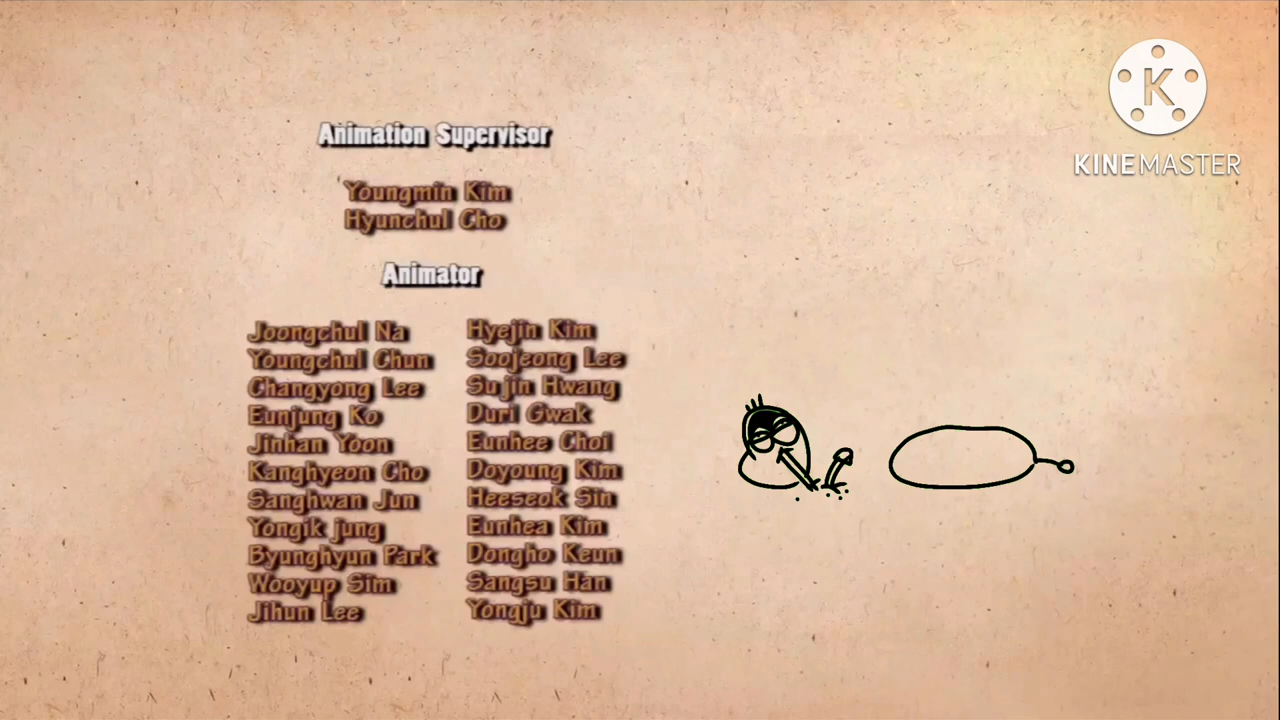 K
KINEMASTER
Animation Supervisor
Youngmin Kim
Hyunchul Cho
Animator
Joongchul Na
Youngchul Chun
Changyong Lee
Eunjung Ko
Jinhan Yoon
Kanghyeon Cho
Sanghwan Jun
Yongik jung
Byunghyun Park
Wooyup Sim
Jihun Lee
Hyejin Kim
Soojeong Lee
Sujin Hwang
Duri Gwak
Eunhee Choi
Doyoung Kim
Heeseok Sin
Eunhea Kim
Dongho Keun
Sangsu Han
Yongju Kim